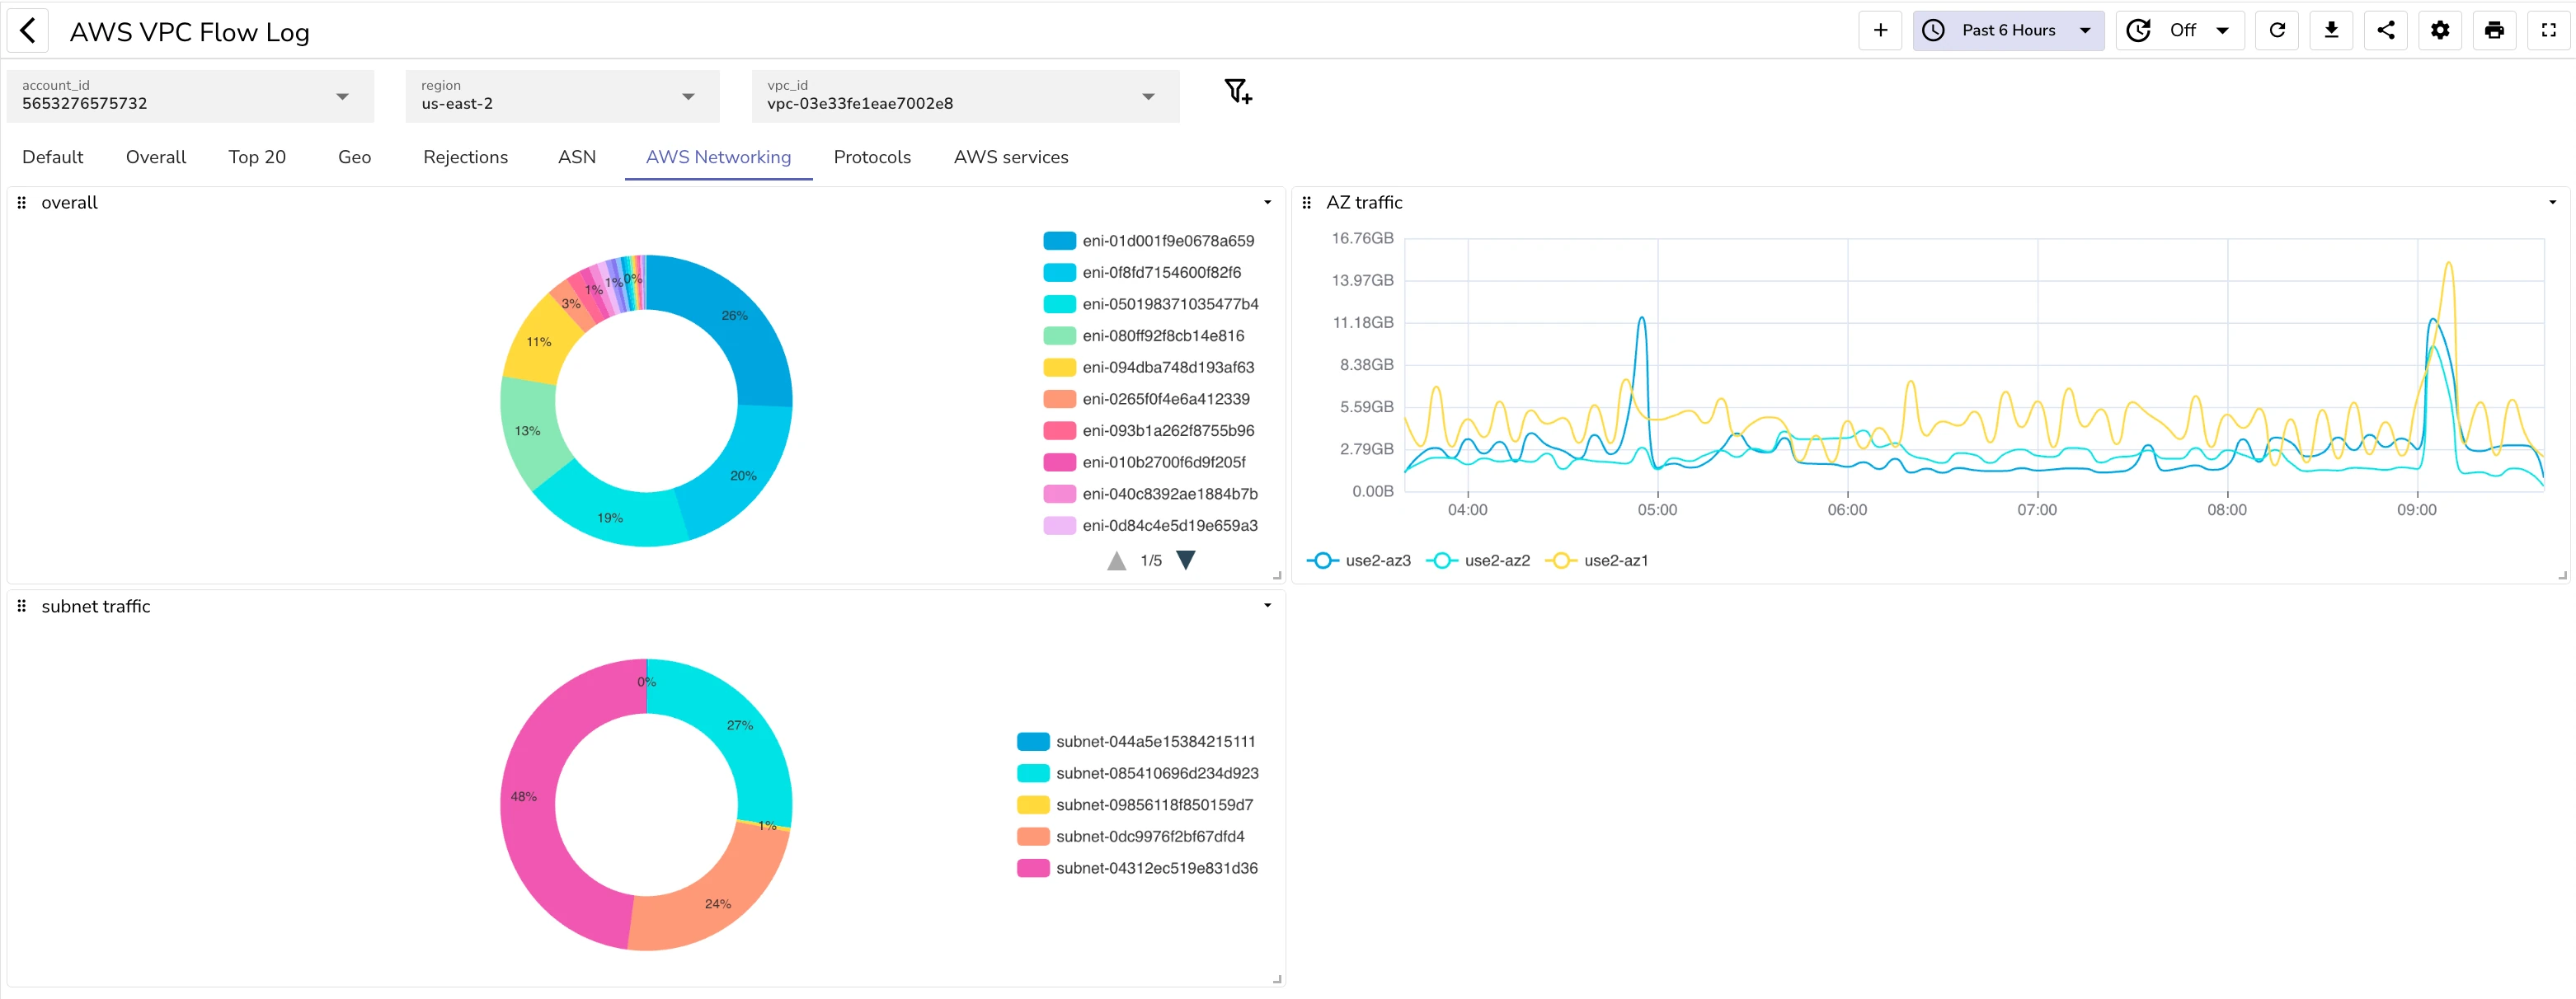 AWS VPC Flow Log
Past 6 Hours
Off
account_id
5653276575732
region
us-east-2
vpc_id
vpc-03e33fe1eae7002e8
Default Overall Top 20 Geo Rejections ASN AWS Networking Protocols AWS services
overall
26%
20%
19%
13%
11%
3%
1%
1%
0%
eni-01d001f9e0678a659
eni-0f8fd7154600f82f6
eni-050198371035477b4
eni-080ff92f8cb14e816
eni-094dba748d193af63
eni-0265f0f4e6a412339
eni-093b1a262f8755b96
eni-010b2700f6d9f205f
eni-040c8392ae1884b7b
eni-0d84c4e5d19e659a3
1/5
AZ traffic
16.76GB
13.97GB
11.18GB
8.38GB
5.59GB
2.79GB
0.00B
04:00 05:00 06:00 07:00 08:00 09:00
use2-az3 use2-az2 use2-az1
subnet traffic
0%
27%
1%
24%
48%
subnet-044a5e15384215111
subnet-085410696d234d923
subnet-09856118f850159d7
subnet-0dc9976f2bf67dfd4
subnet-04312ec519e831d36